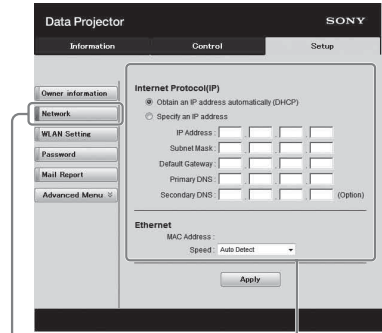 Data Projector
SONY
Information
Control
Setup
Owner information
Network
WLAN Setting
Password
Mail Report
Advanced Menu
Internet Protocol(IP)
Obtain an IP address automatically (DHCP)
Specify an IP address
IP Address :
Subnet Mask :
Default Gateway :
Primary DNS :
Secondary DNS : (Option)
Ethernet
MAC Address :
Speed : Auto Detect
Apply